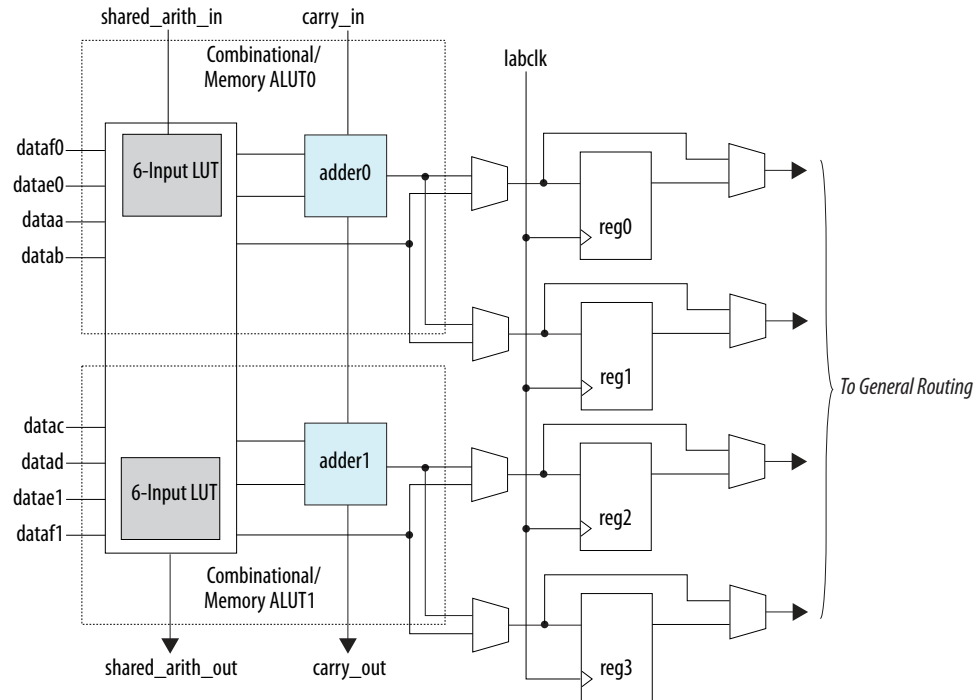 shared_arith_in
carry_in
Combinational/
Memory ALUT0
labclk
dataf0
datae0
dataa
datab
6-Input LUT
adder0
reg0
reg1
To General Routing
datac
datad
datae1
dataf1
6-Input LUT
adder1
reg2
Combinational/
Memory ALUT1
reg3
shared_arith_out
carry_out